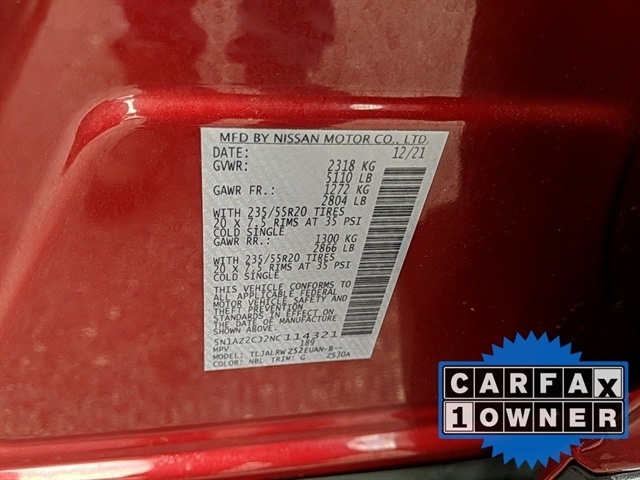 MFD BY NISSAN MOTOR CO., LTD.
DATE: 12/21
GVWR: 2318 KG
5110 LB
GAWR FR.: 1272 KG
2804 LB
WITH 235/55R20 TIRES
20 X 7.5 RIMS AT 35 PSI
COLD SINGLE
GAWR RR.: 1300 KG
2866 LB
WITH 235/55R20 TIRES
20 X 7.5 RIMS AT 35 PSI
COLD SINGLE
THIS VEHICLE CONFORMS TO
ALL APPLICABLE FEDERAL
MOTOR VEHICLE SAFETY AND
THEFT PREVENTION
STANDARDS IN EFFECT ON
THE DATE OF MANUFACTURE
SHOWN ABOVE.
114321
MPV 189
MODEL: TLJALRW Z52EUAN-B--
COLOR: NBL TRIM: G Z530A
CARFAX
1 OWNER